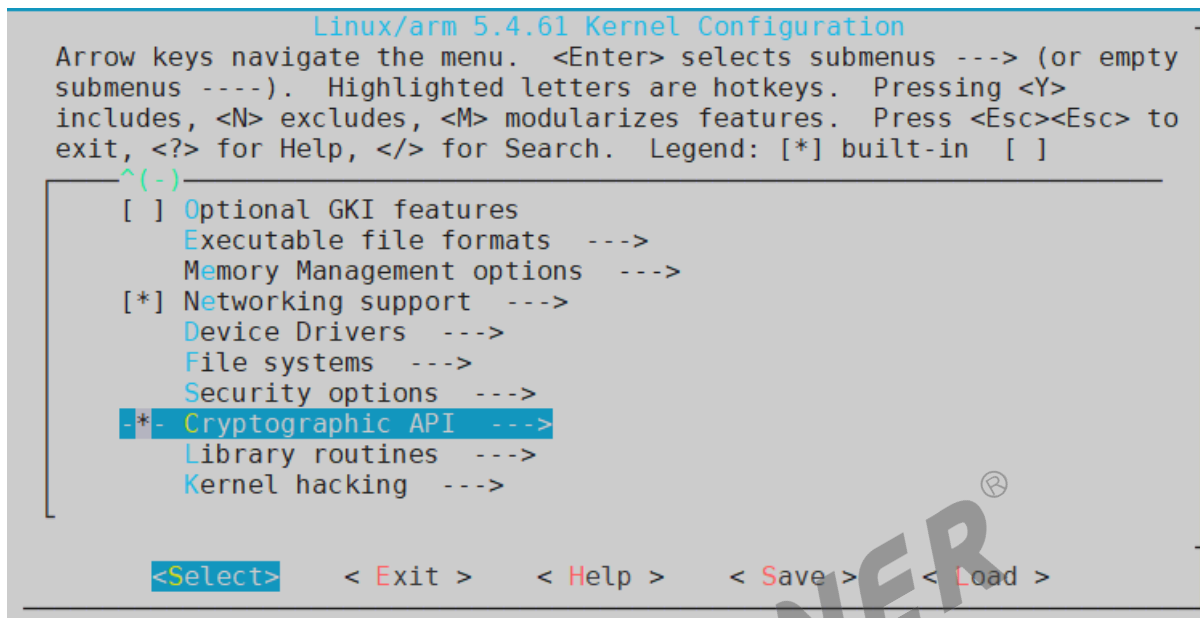 Linux/arm 5.4.61 Kernel Configuration
Arrow keys navigate the menu.  <Enter> selects submenus ---> (or empty
submenus ----).  Highlighted letters are hotkeys.  Pressing <Y>
includes, <N> excludes, <M> modularizes features.  Press <Esc><Esc> to
exit, <?> for Help, </> for Search.  Legend: [*] built-in  [ ]
^(-)
[ ] Optional GKI features
Executable file formats  --->
Memory Management options  --->
[*] Networking support  --->
Device Drivers  --->
File systems  --->
Security options  --->
-*- Cryptographic API  --->
Library routines  --->
Kernel hacking  --->
<Select>    < Exit >    < Help >    < Save >    < Load >
NER®